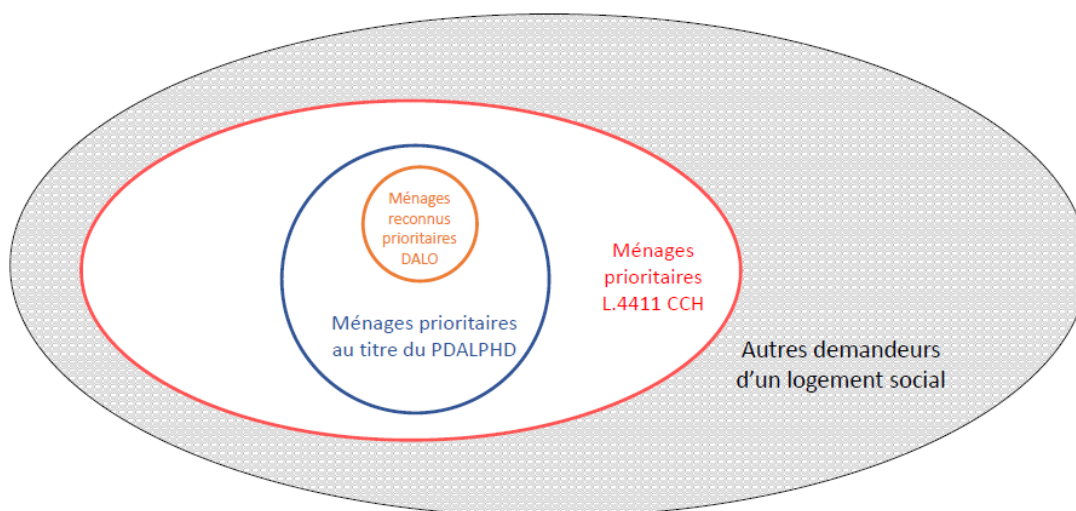 Ménages
reconnus
prioritaires
DALO
Ménages prioritaires
au titre du PDALPHD
Ménages
prioritaires
L.4411 CCH
Autres demandeurs
d’un logement social